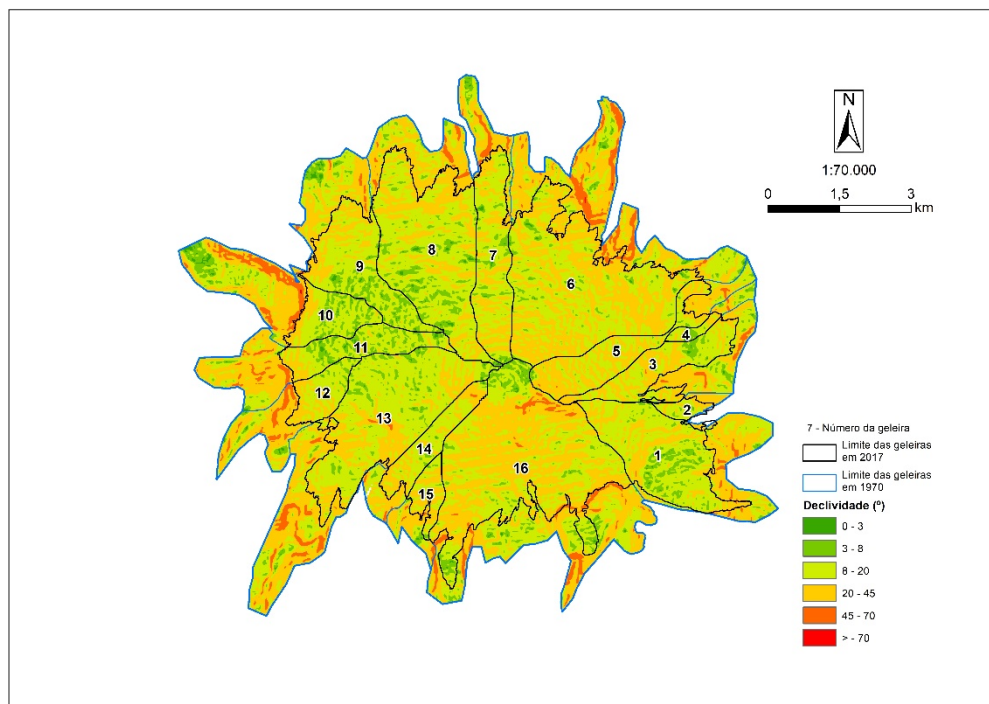 N
1:70.000
0 1,5 3
km
8
7
9
6
10
4
11
5
3
12
2
13
1
14
16
15
7 - Número da geleira
Limite das geleiras
em 2017
Limite das geleiras
em 1970
Declividade (º)
0 - 3
3 - 8
8 - 20
20 - 45
45 - 70
> - 70